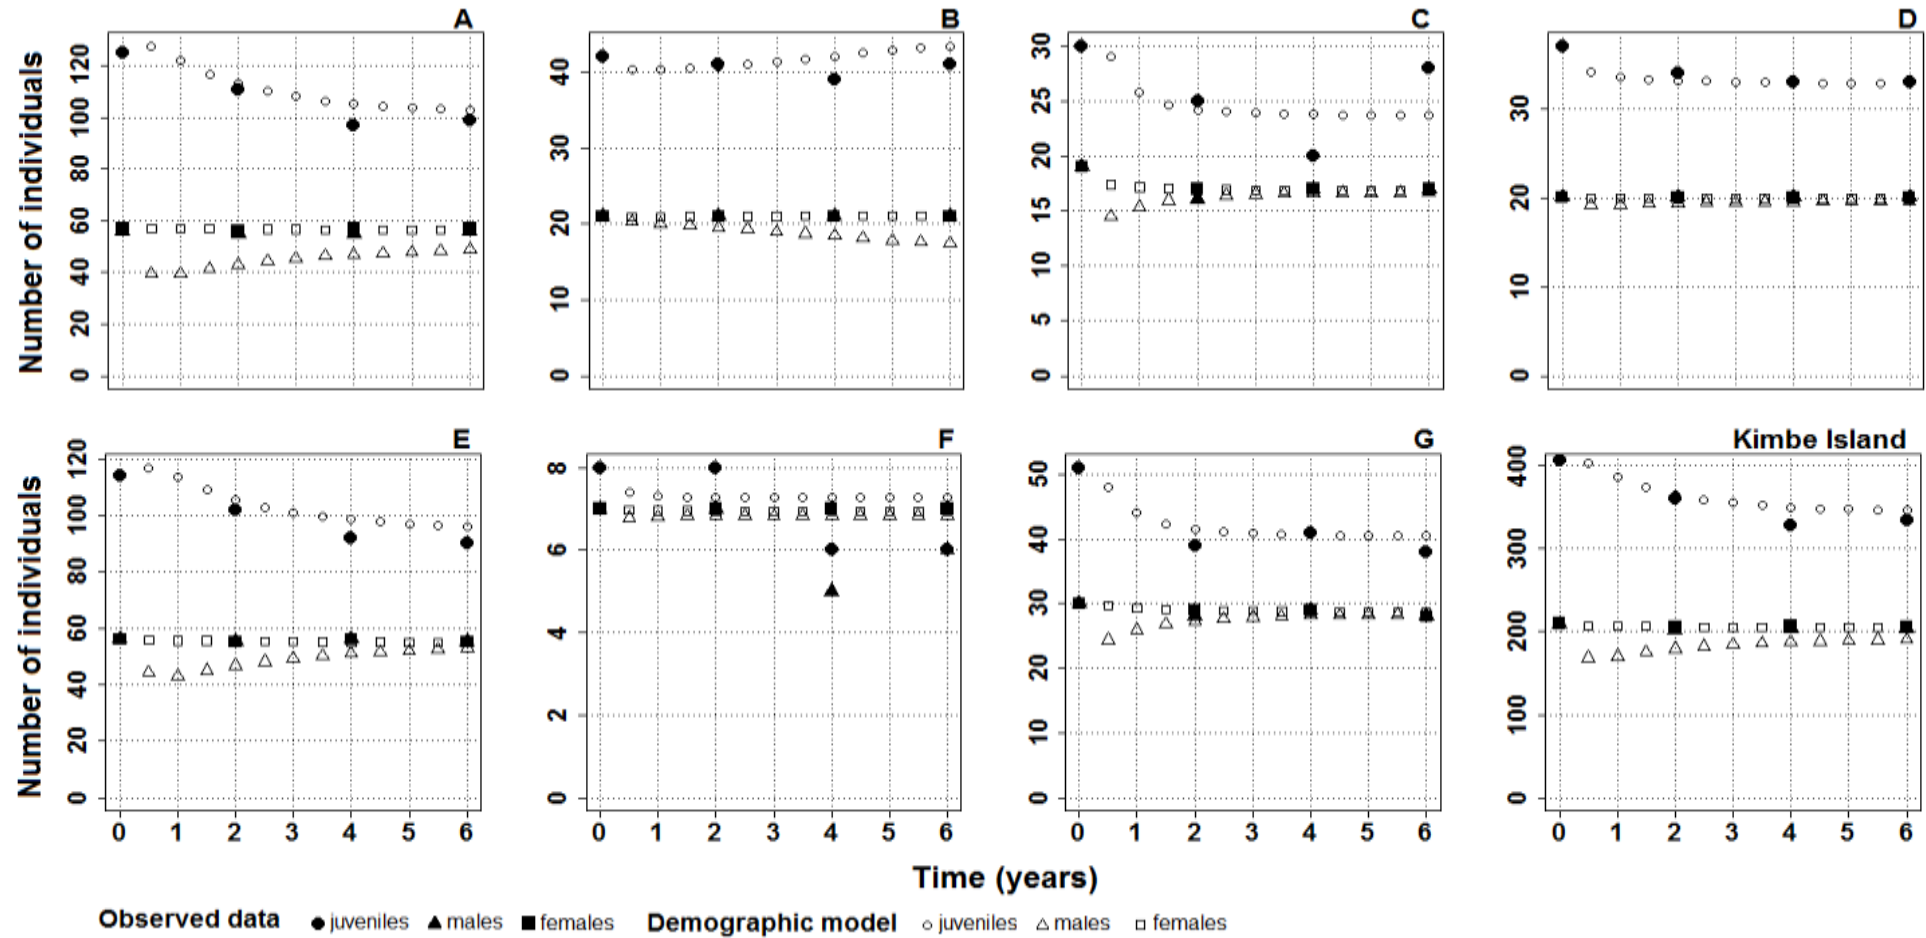 A
B
C
D
Number of individuals
120
100
80
60
40
20
0
40
30
20
10
0
30
25
20
15
10
5
0
30
20
10
0
E
F
G
Kimbe Island
Number of individuals
120
100
80
60
40
20
0
8
6
4
2
0
50
40
30
20
10
0
400
300
200
100
0
0 1 2 3 4 5 6
0 1 2 3 4 5 6
0 1 2 3 4 5 6
0 1 2 3 4 5 6
Time (years)
Observed data juveniles males females Demographic model juveniles males females